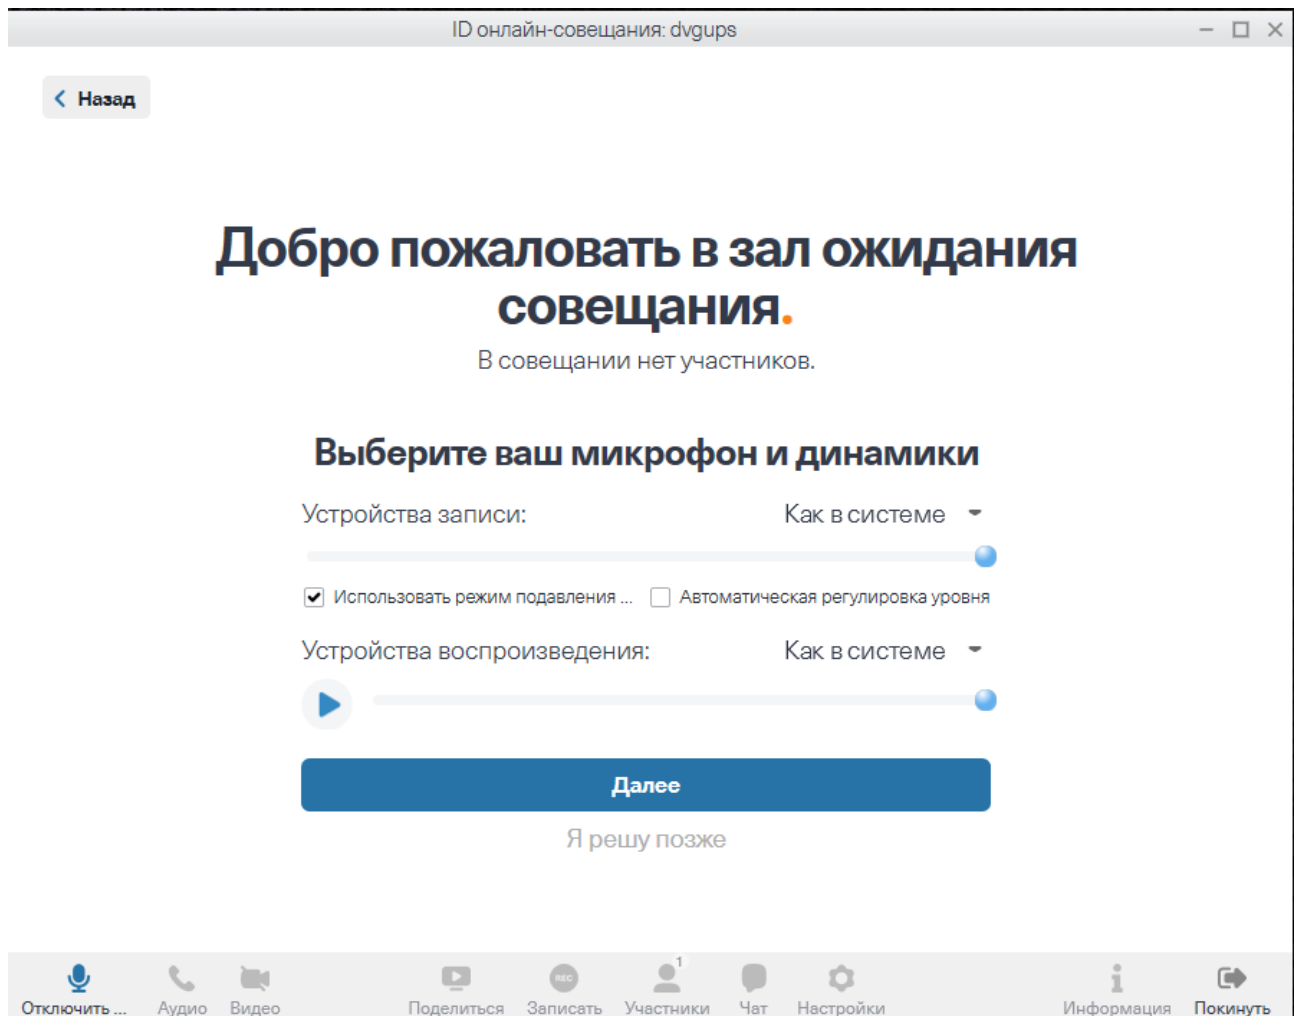 ID онлайн-совещания: dvgups
Назад
Добро пожаловать в зал ожидания
совещания.
В совещании нет участников.
Выберите ваш микрофон и динамики
Устройства записи: Как в системе
Использовать режим подавления ... Автоматическая регулировка уровня
Устройства воспроизведения: Как в системе
Далее
Я решу позже
REC 1
Отключить ... Аудио Видео Поделиться Записать Участники Чат Настройки Информация Покинуть